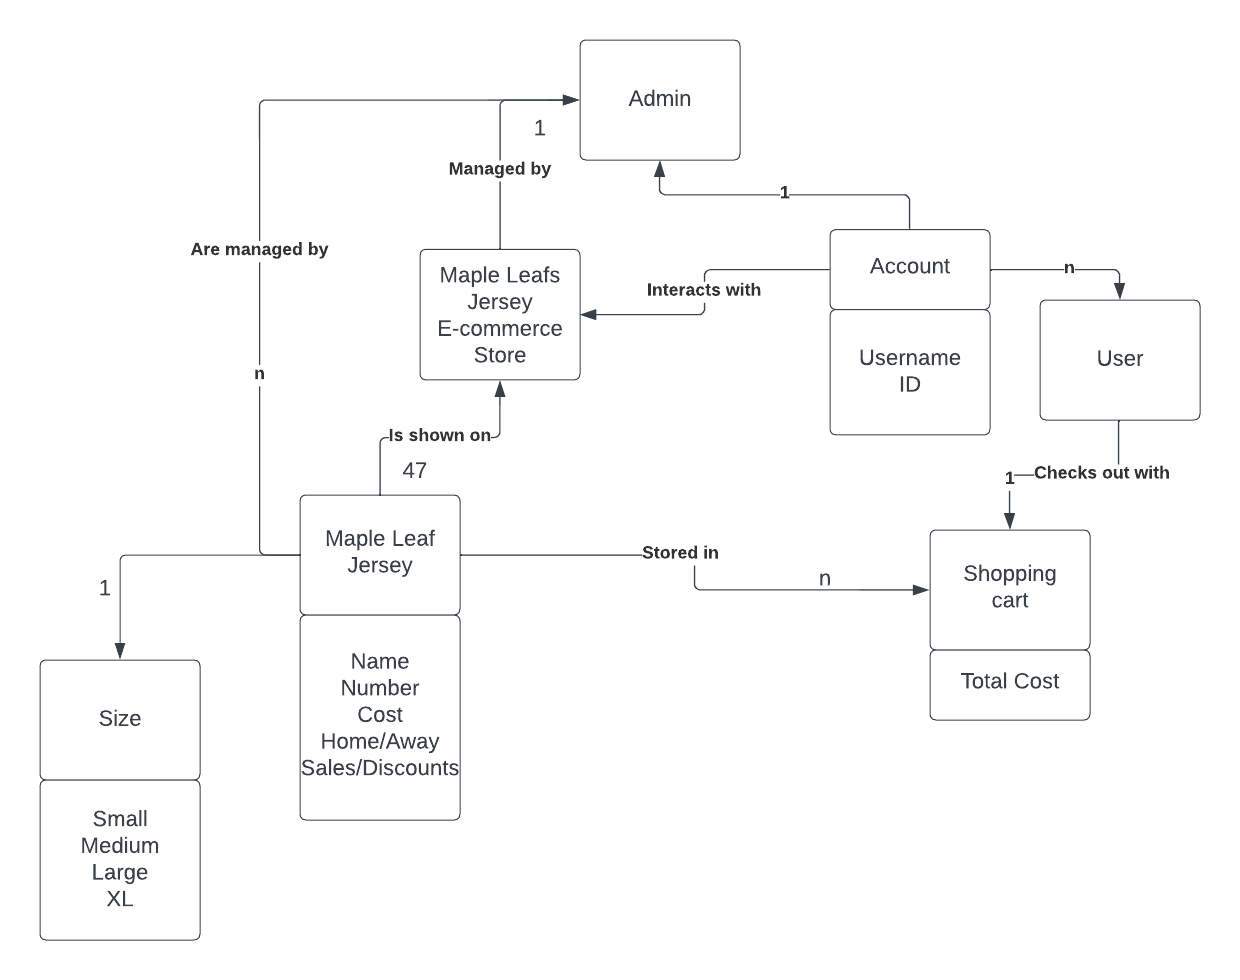 Admin
1
Managed by
1
Are managed by
Account
Maple Leafs
Jersey
E-commerce
Store
Interacts with
n
Username
ID
User
n
Is shown on
47
Checks out with
1
Maple Leaf
Jersey
Stored in
n
Shopping
cart
1
Total Cost
Name
Number
Cost
Home/Away
Sales/Discounts
Size
Small
Medium
Large
XL